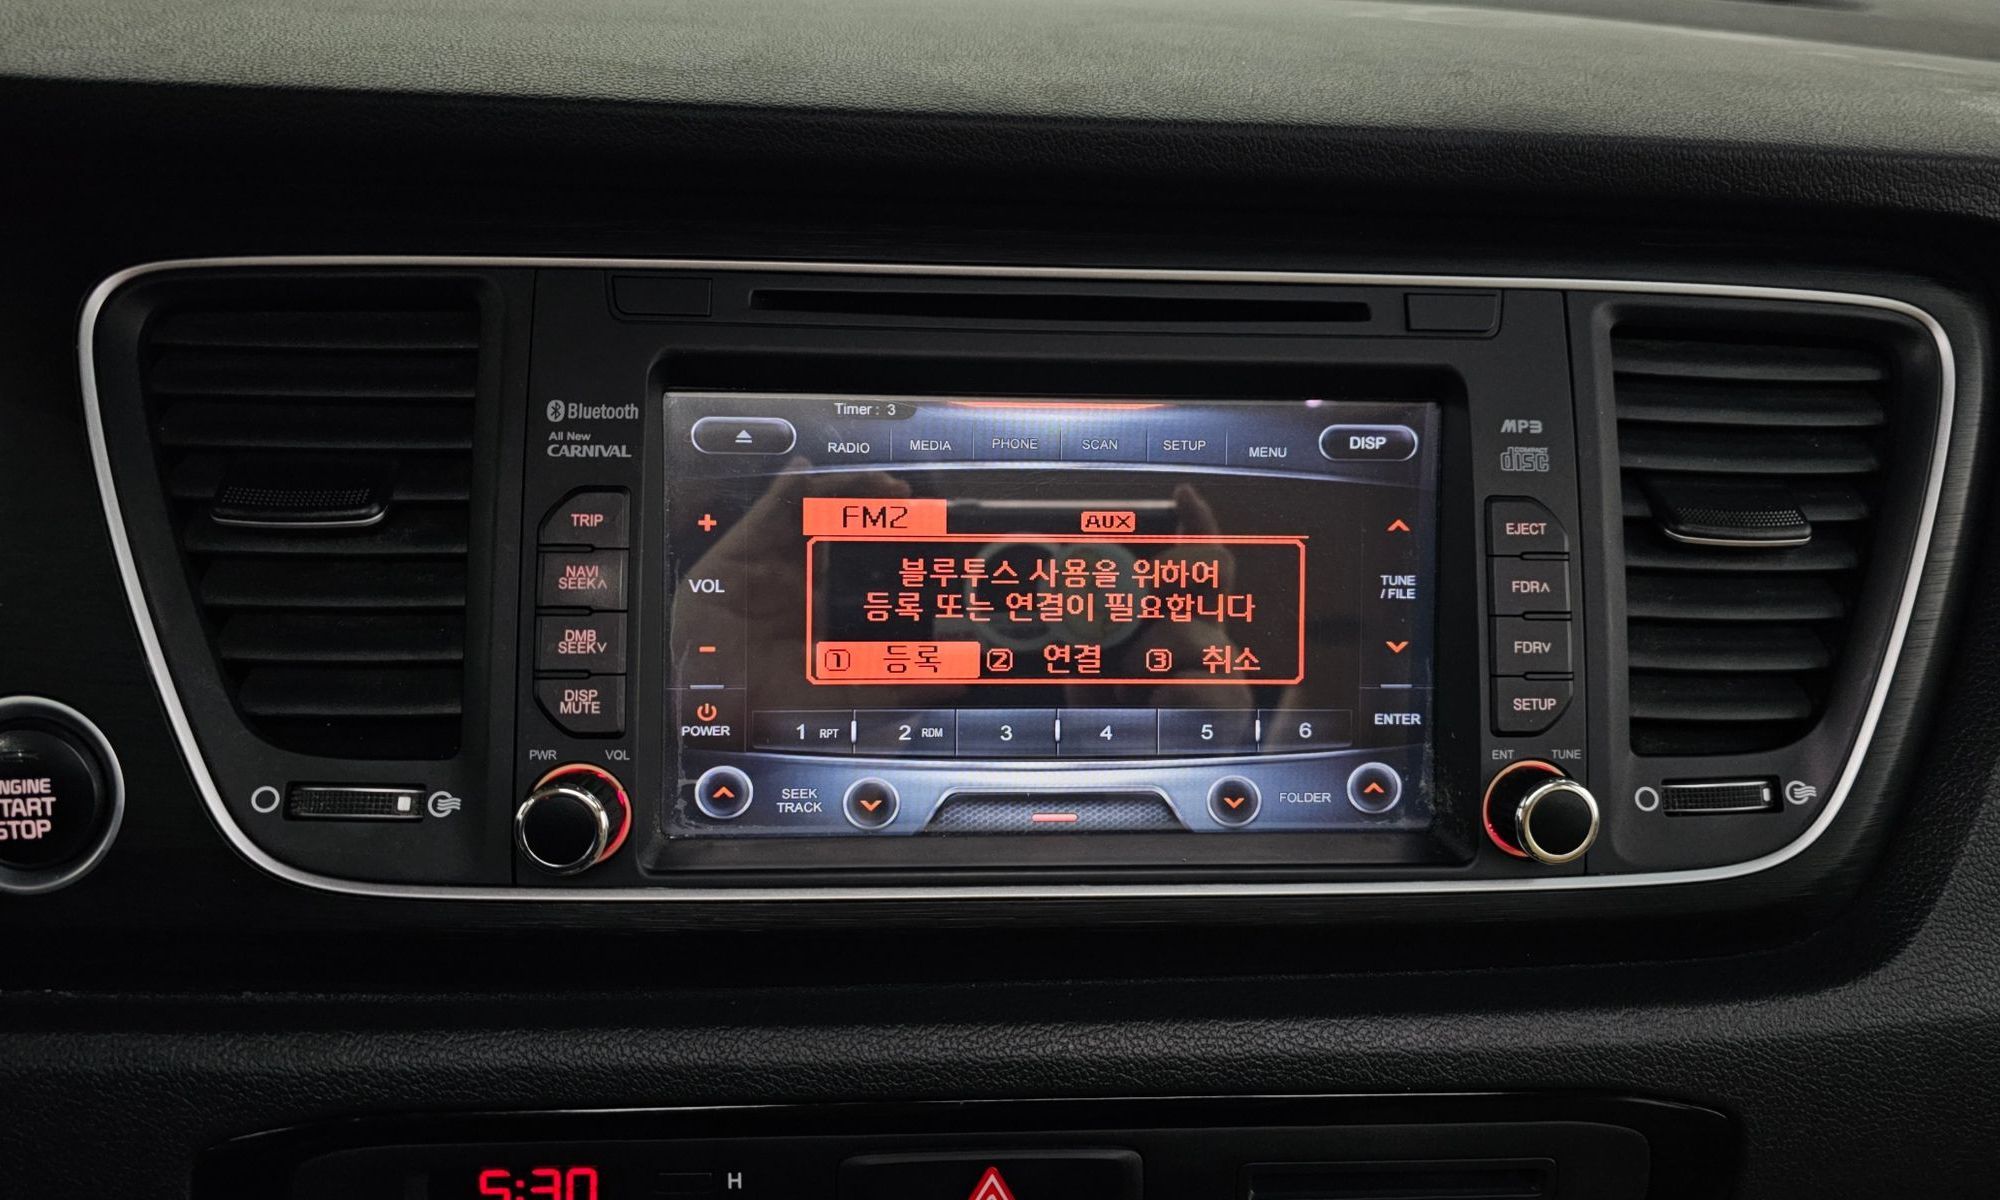 Timer : 3
RADIO MEDIA PHONE SCAN SETUP MENU DISP
Bluetooth
All New
CARNIVAL
MP3
COMPACT
disc
TRIP
NAVI
SEEK∧
DMB
SEEK∨
DISP
MUTE
PWR VOL
+
VOL
−
POWER
FM2 AUX
블루투스 사용을 위하여
등록 또는 연결이 필요합니다
① 등록 ② 연결 ③ 취소
TUNE
/ FILE
ENTER
1 RPT 2 RDM 3 4 5 6
SEEK
TRACK
FOLDER
EJECT
FDR∧
FDR∨
SETUP
ENT TUNE
START
STOP
5:30
H